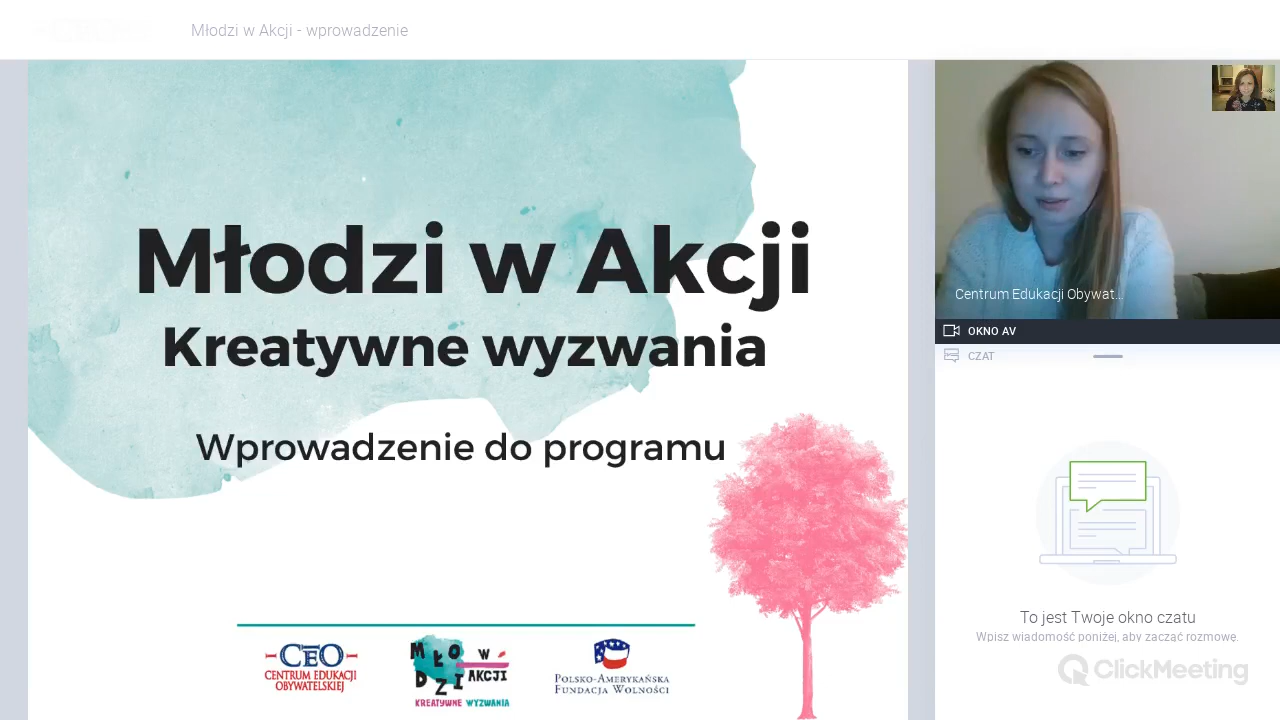 Młodzi w Akcji - wprowadzenie
Młodzi w Akcji
Kreatywne wyzwania
Wprowadzenie do programu
CEO
CENTRUM EDUKACJI
OBYWATELSKIEJ
MŁO W
DZI AKCJI
KREATYWNE WYZWANIA
POLSKO-AMERYKAŃSKA
FUNDACJA WOLNOŚCI
Centrum Edukacji Obywat...
OKNO AV
CZAT
To jest Twoje okno czatu
Wpisz wiadomość poniżej, aby zacząć rozmowę.
ClickMeeting